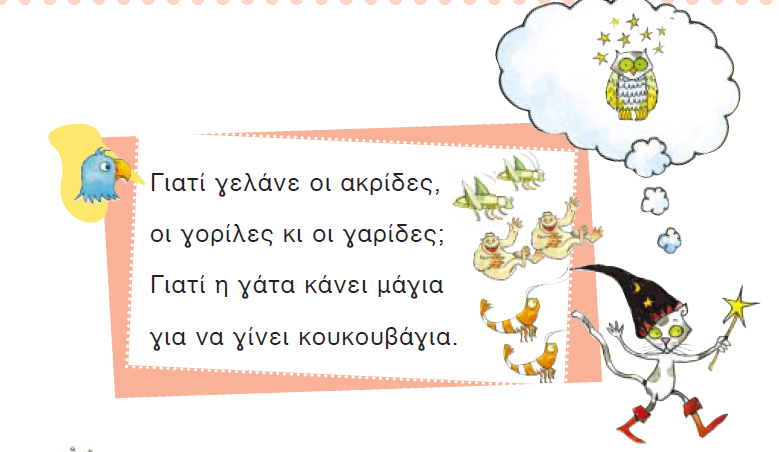 Γιατί γελάνε οι ακρίδες,
οι γορίλες κι οι γαρίδες;
Γιατί η γάτα κάνει μάγια
για να γίνει κουκουβάγια.